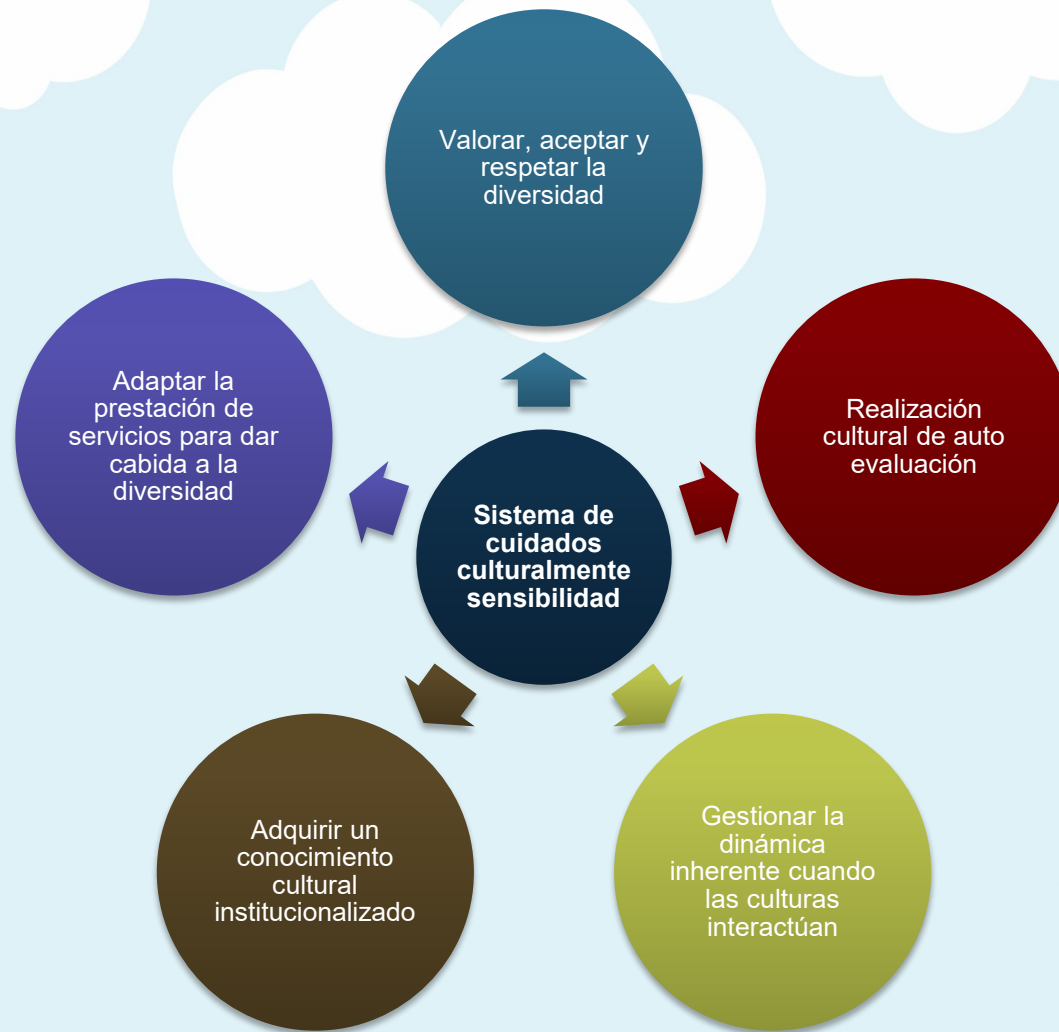 Valorar, aceptar y
respetar la
diversidad
Adaptar la
prestación de
servicios para dar
cabida a la
diversidad
Realización
cultural de auto
evaluación
Sistema de
cuidados
culturalmente
sensibilidad
Adquirir un
conocimiento
cultural
institucionalizado
Gestionar la
dinámica
inherente cuando
las culturas
interactúan